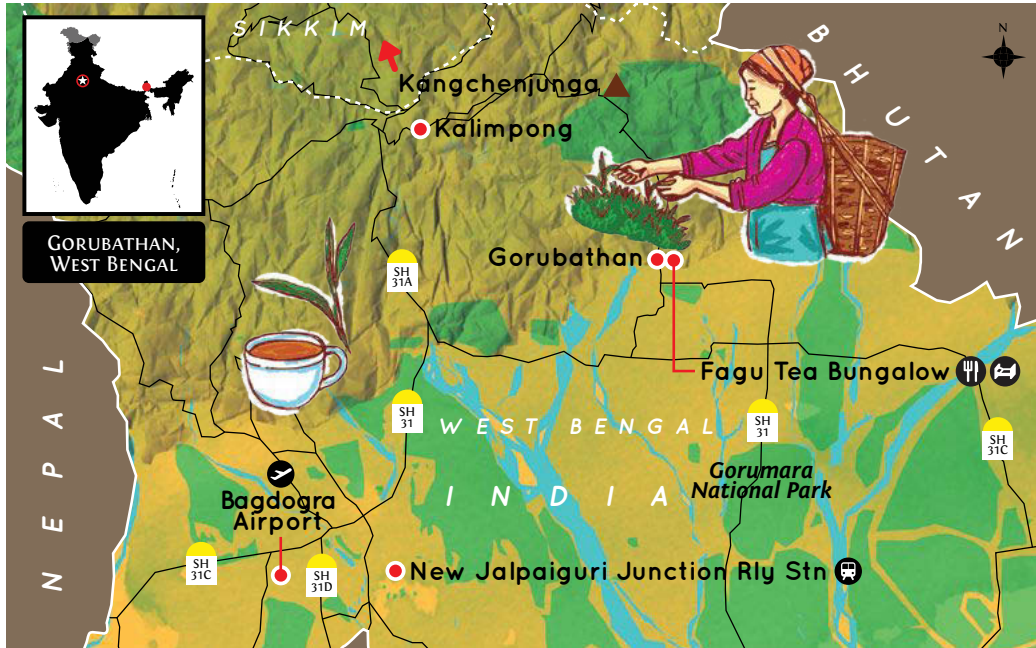 SIKKIM
BHUTAN
N
Kangchenjunga
Kalimpong
GORUBATHAN,
WEST BENGAL
SH
31A
Gorubathan
Fagu Tea Bungalow
NEPAL
SH
31
WEST BENGAL
SH
31
SH
31C
INDIA
Gorumara
National Park
Bagdogra
Airport
SH
31C
SH
31D
New Jalpaiguri Junction Rly Stn